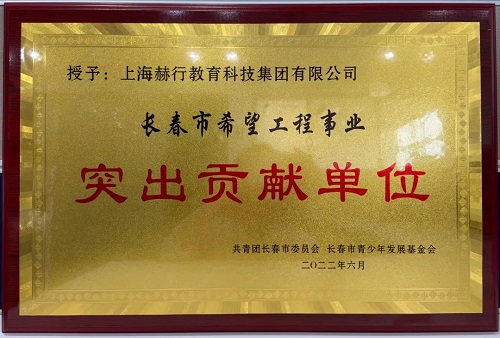 授予：上海赫行教育科技集团有限公司
长春市希望工程事业
突出贡献单位
共青团长春市委员会 长春市青少年发展基金会
二〇二二年六月